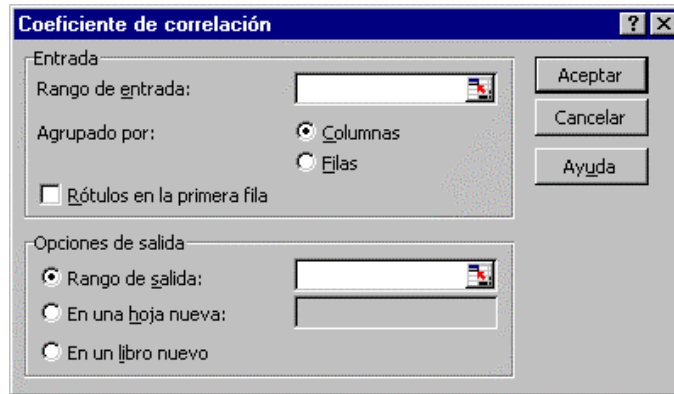 Coeficiente de correlación
Entrada
Rango de entrada:
Agrupado por:
Columnas
Filas
Rótulos en la primera fila
Opciones de salida
Rango de salida:
En una hoja nueva:
En un libro nuevo
Aceptar
Cancelar
Ayuda